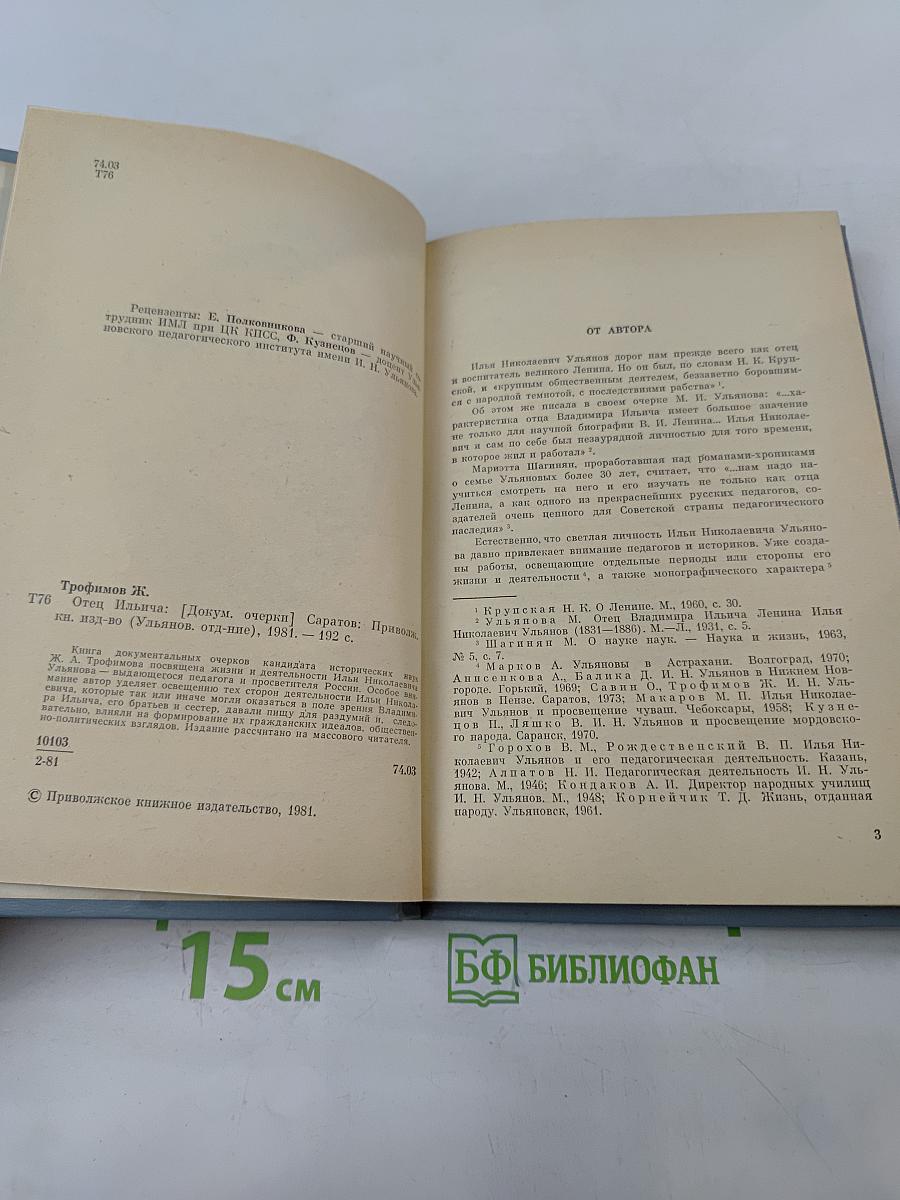 74.03
Т76
Рецензенты: Е. Полковникова — старший научный со-
трудник ИМЛ при ЦК КПСС, Ф. Кузнецов — доцент Улья-
новского педагогического института имени И. Н. Ульянова.
Трофимов Ж.
Т76 Отец Ильича: [Докум. очерки] Саратов: Приволж.
кн. изд-во (Ульянов. отд-ние), 1981. — 192 с.
Книга документальных очерков кандидата исторических наук
Ж. А. Трофимова посвящена жизни и деятельности Ильи Николаевича
Ульянова — выдающегося педагога и просветителя России. Особое вни-
мание автор уделяет освещению тех сторон деятельности Ильи Никола-
евича, которые так или иначе могли оказаться в поле зрения Владими-
ра Ильича, его братьев и сестер, давали пищу для раздумий и, следо-
вательно, влияли на формирование их гражданских идеалов, обществен-
но-политических взглядов. Издание рассчитано на массового читателя.
10103
2-81
74.03
© Приволжское книжное издательство, 1981.
ОТ АВТОРА
Илья Николаевич Ульянов дорог нам прежде всего как отец
и воспитатель великого Ленина. Но он был, по словам Н. К. Круп-
ской, и «крупным общественным деятелем, беззаветно боровшим-
ся с народной темнотой, с последствиями рабства» ¹.
Об этом же писала в своем очерке М. И. Ульянова: «...ха-
рактеристика отца Владимира Ильича имеет большое значение
не только для научной биографии В. И. Ленина... Илья Николае-
вич и сам по себе был незаурядной личностью для того времени,
в которое жил и работал» ².
Мариэтта Шагинян, проработавшая над романами-хрониками
о семье Ульяновых более 30 лет, считает, что «...нам надо на-
учиться смотреть на него и его изучать не только как отца
Ленина, а как одного из прекраснейших русских педагогов, со-
здателей очень ценного для Советской страны педагогического
наследия» ³.
Естественно, что светлая личность Ильи Николаевича Ульяно-
ва давно привлекает внимание педагогов и историков. Уже созда-
ны работы, освещающие отдельные периоды или стороны его
жизни и деятельности ⁴, а также монографического характера ⁵
¹ Крупская Н. К. О Ленине. М., 1960, с. 30.
² Ульянова М. Отец Владимира Ильича Ленина Илья
Николаевич Ульянов (1831—1886). М.—Л., 1931, с. 5.
³ Шагинян М. О науке наук. — Наука и жизнь, 1963,
№ 5, с. 7.
⁴ Марков А. Ульяновы в Астрахани. Волгоград, 1970;
Анисенкова А., Балика Д. И. Н. Ульянов в Нижнем Нов-
городе. Горький, 1969; Савин О., Трофимов Ж. И. Н. Уль-
янов в Пензе. Саратов, 1973; Макаров М. П. Илья Николае-
вич Ульянов и просвещение чуваш. Чебоксары, 1958; Кузне-
цов П., Ляшко В. И. Н. Ульянов и просвещение мордовско-
го народа. Саранск, 1970.
⁵ Горохов В. М., Рождественский В. П. Илья Ни-
колаевич Ульянов и его педагогическая деятельность. Казань,
1942; Алпатов Н. И. Педагогическая деятельность И. Н. Уль-
янова. М., 1946; Кондаков А. И. Директор народных училищ
И. Н. Ульянов. М., 1948; Корнейчик Т. Д. Жизнь, отданная
народу. Ульяновск, 1961.
3
15 см
БФ БИБЛИОФАН